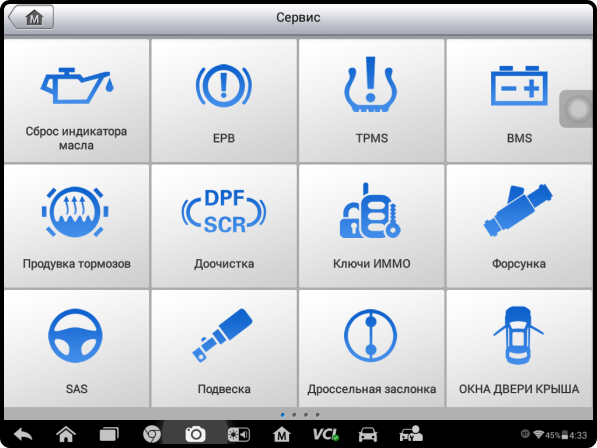 M
Сервис
Сброс индикатора
масла
EPB
TPMS
BMS
Продувка тормозов
DPF
SCR
Доочистка
Ключи ИММО
Форсунка
SAS
Подвеска
Дроссельная заслонка
ОКНА ДВЕРИ КРЫША
M
VCI
45%
4:33